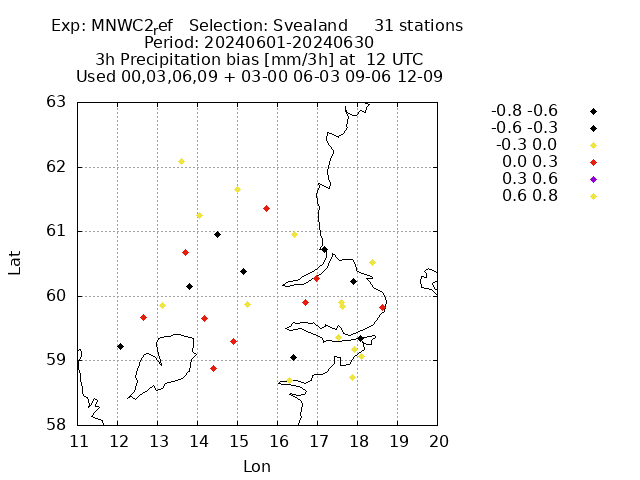 Exp: MNWC2ref   Selection: Svealand     31 stations
Period: 20240601-20240630
3h Precipitation bias [mm/3h] at  12 UTC
Used 00,03,06,09 + 03-00 06-03 09-06 12-09
-0.8 -0.6
-0.6 -0.3
-0.3 0.0
0.0 0.3
0.3 0.6
0.6 0.8
63
62
61
60
59
58
Lat
11 12 13 14 15 16 17 18 19 20
Lon